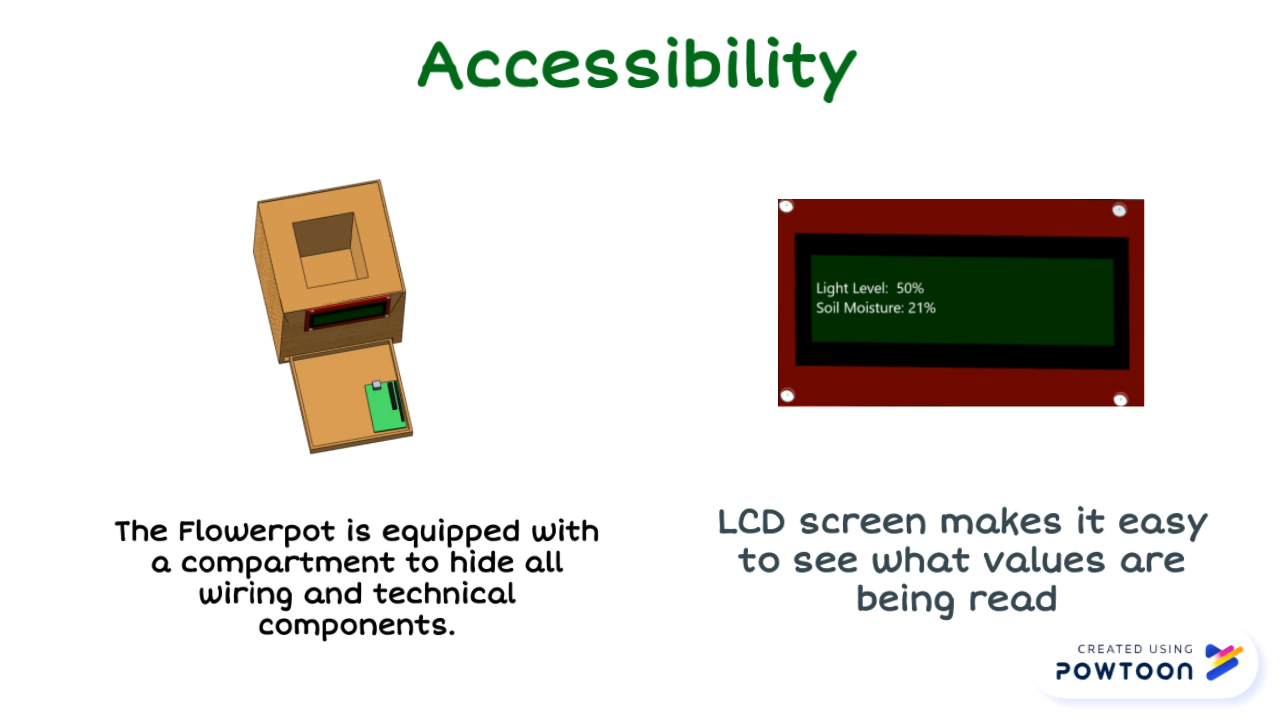 Accessibility
Light Level: 50%
Soil Moisture: 21%
The Flowerpot is equipped with
a compartment to hide all
wiring and technical
components.
LCD screen makes it easy
to see what values are
being read
CREATED USING
POWTOON